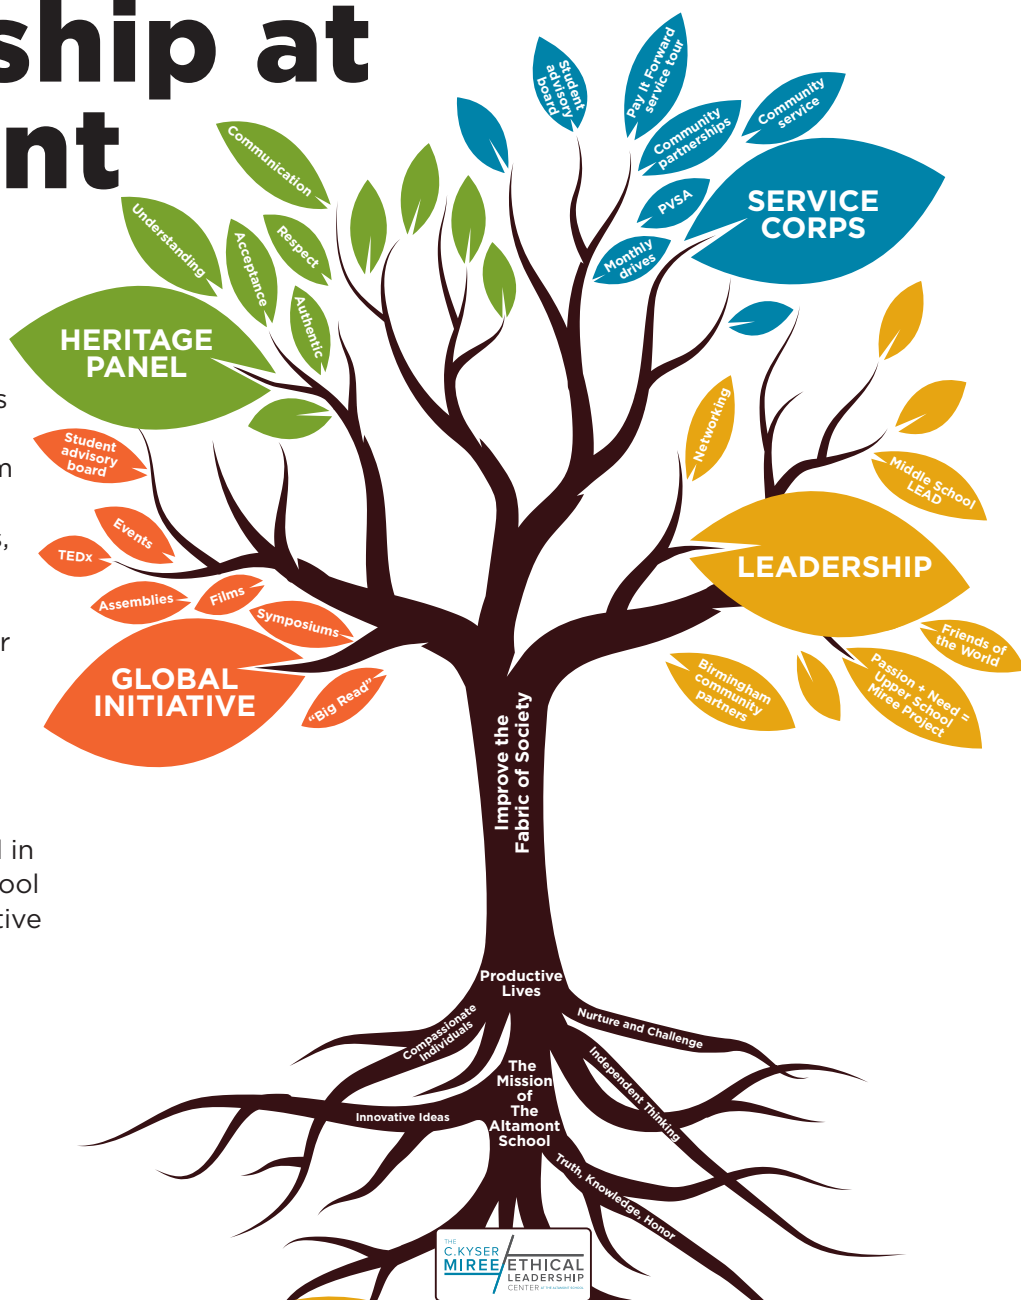 ship at
nt
Communication
Understanding
Acceptance
Respect
Authentic
HERITAGE
PANEL
Student
advisory
board
Pay It Forward
service tour
Community
partnerships
Community
service
PVSA
Monthly
drives
SERVICE
CORPS
s
m
s,
r
Student
advisory
board
Events
TEDx
Assemblies
Films
Symposiums
GLOBAL
INITIATIVE
"Big Read"
Networking
Middle School
LEAD
LEADERSHIP
Friends of
the World
Birmingham
community
partners
Passion + Need =
Upper School
Miree Project
Improve the
Fabric of Society
in
ool
tive
Productive
Lives
Compassionate
Individuals
Nurture and Challenge
Independent Thinking
Innovative Ideas
The
Mission
of
The
Altamont
School
Truth, Knowledge, Honor
THE
C.KYSER
MIREE
ETHICAL
LEADERSHIP
CENTER AT THE ALTAMONT SCHOOL